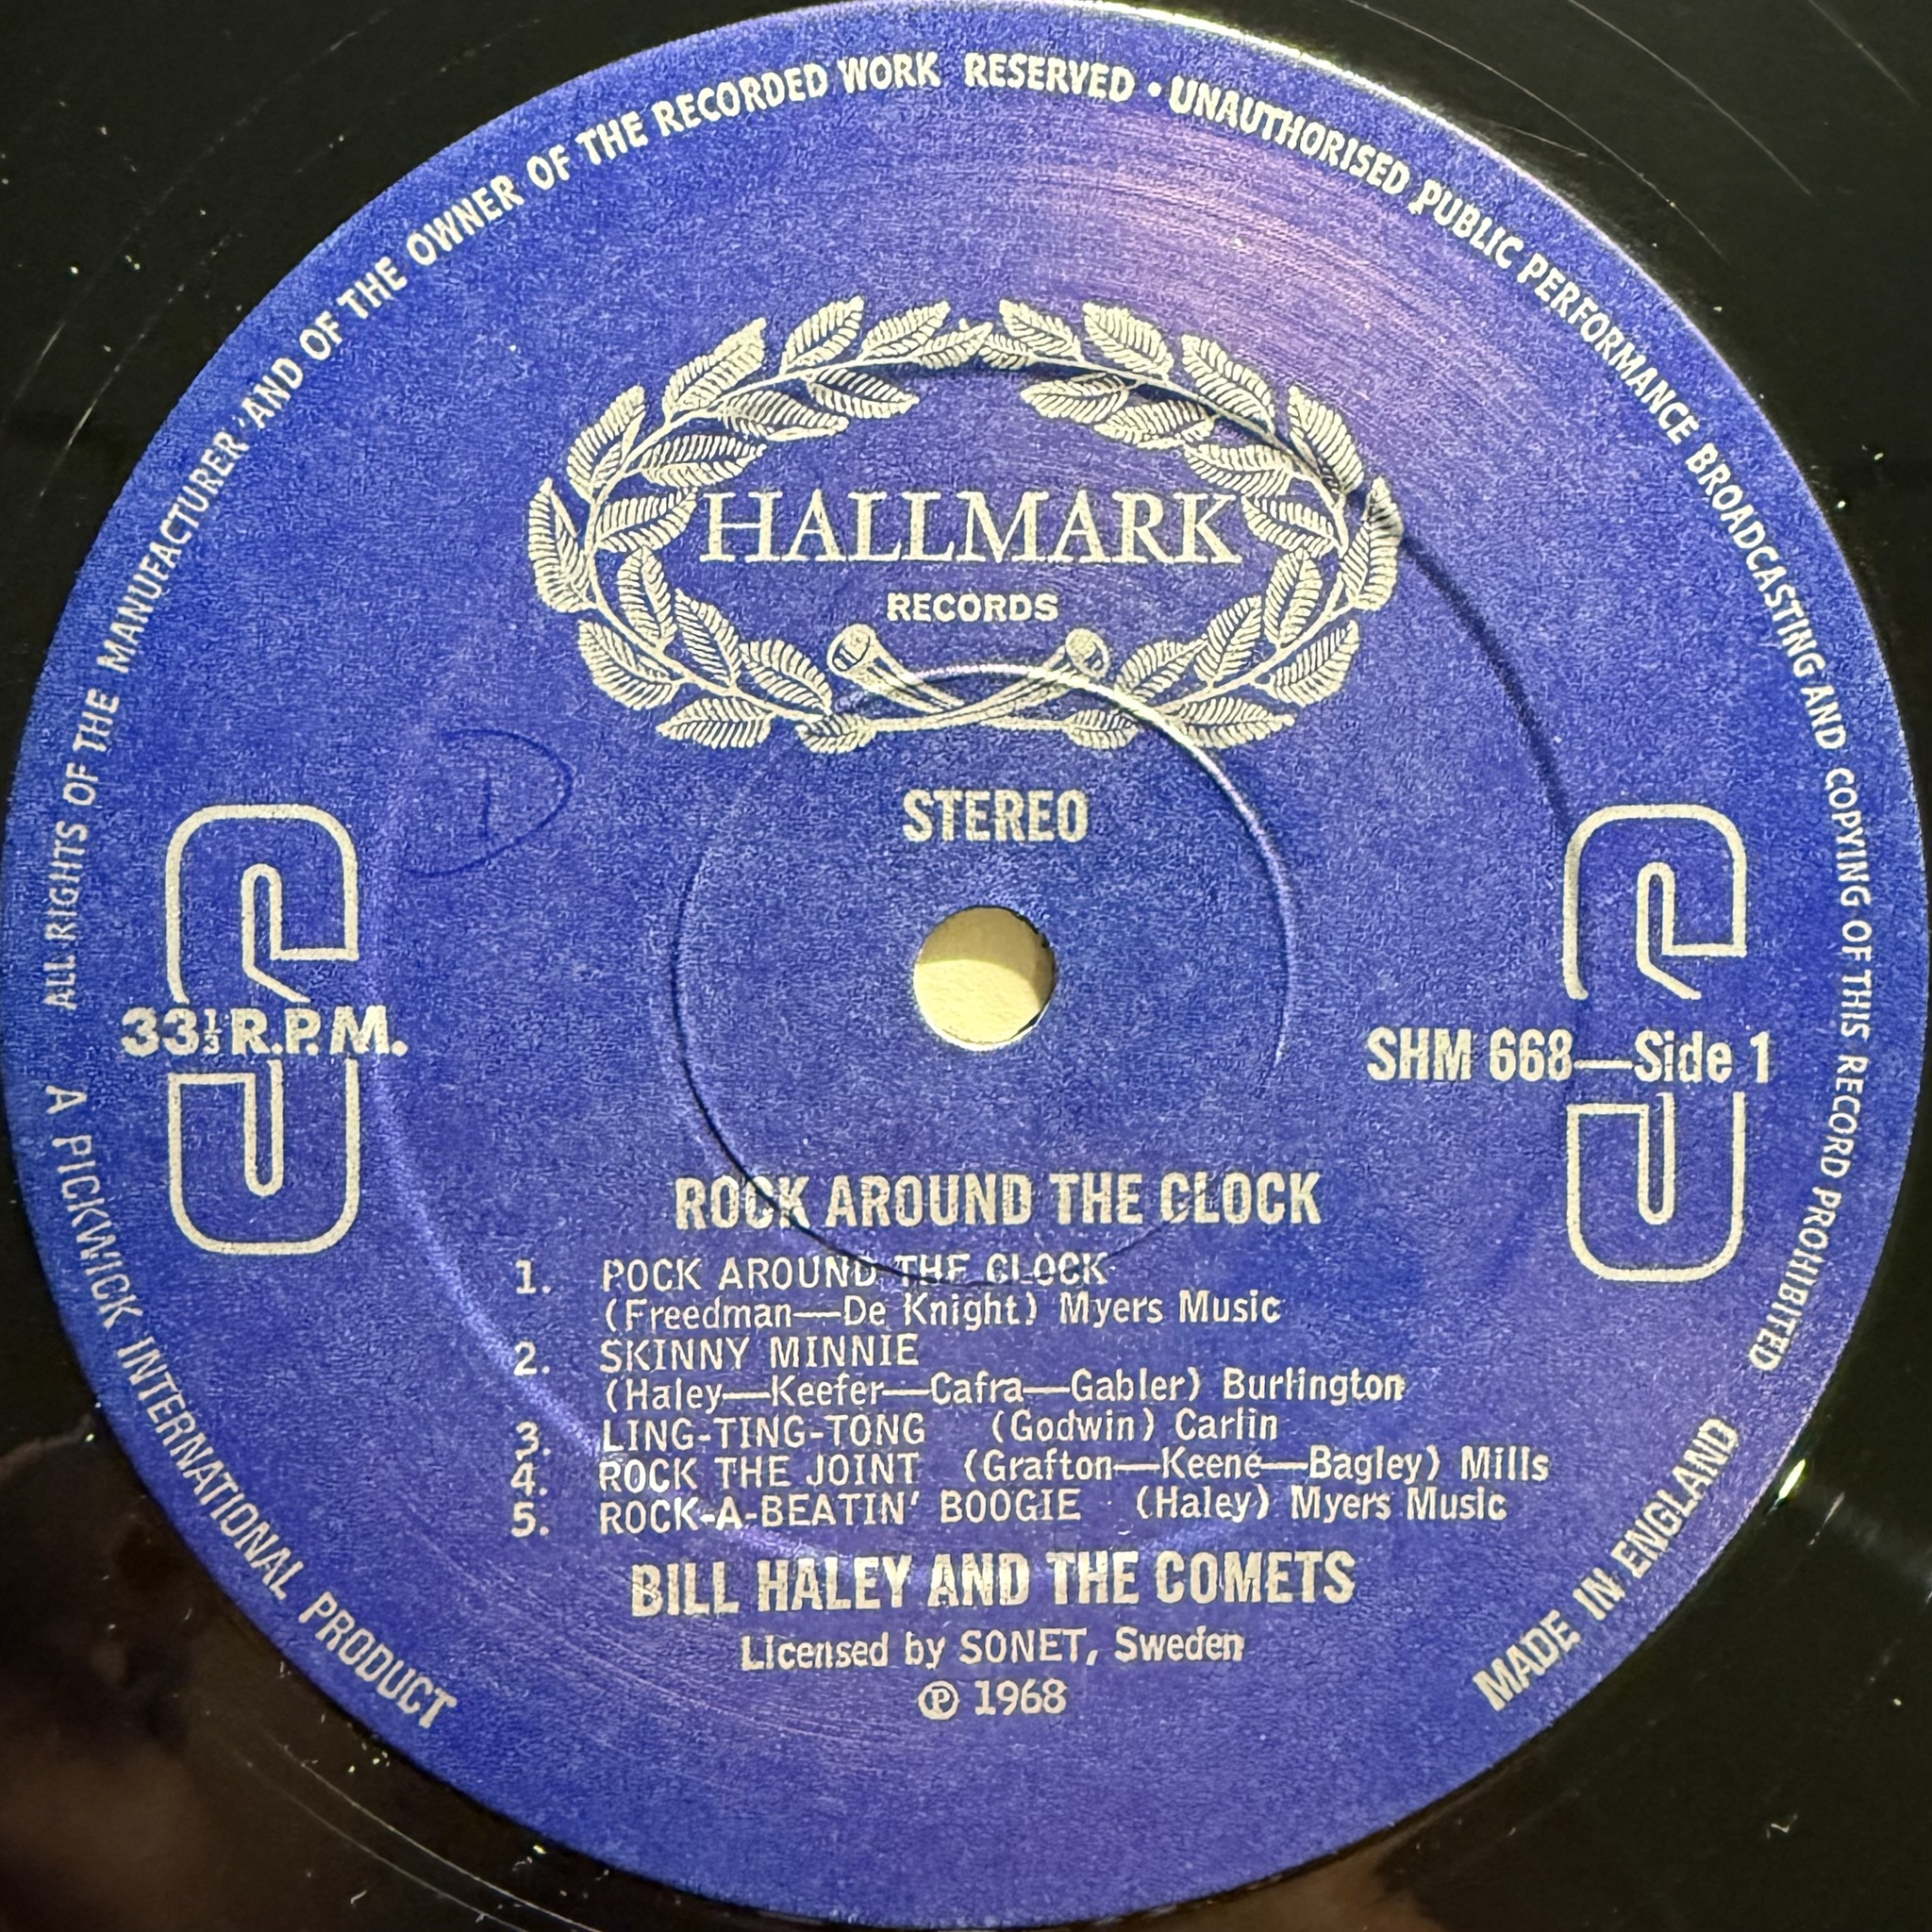 ALL RIGHTS OF THE MANUFACTURER AND OF THE OWNER OF THE RECORDED WORK RESERVED • UNAUTHORISED PUBLIC PERFORMANCE BROADCASTING AND COPYING OF THIS RECORD PROHIBITED
HALLMARK
RECORDS
STEREO
S
S
33⅓ R.P.M.
SHM 668—Side 1
ROCK AROUND THE CLOCK
1. ROCK AROUND THE CLOCK
(Freedman—De Knight) Myers Music
2. SKINNY MINNIE
(Haley—Keefer—Cafra—Gabler) Burlington
3. LING-TING-TONG (Godwin) Carlin
4. ROCK THE JOINT (Grafton—Keene—Bagley) Mills
5. ROCK-A-BEATIN' BOOGIE (Haley) Myers Music
BILL HALEY AND THE COMETS
Licensed by SONET, Sweden
℗ 1968
A PICKWICK INTERNATIONAL PRODUCT
MADE IN ENGLAND
D